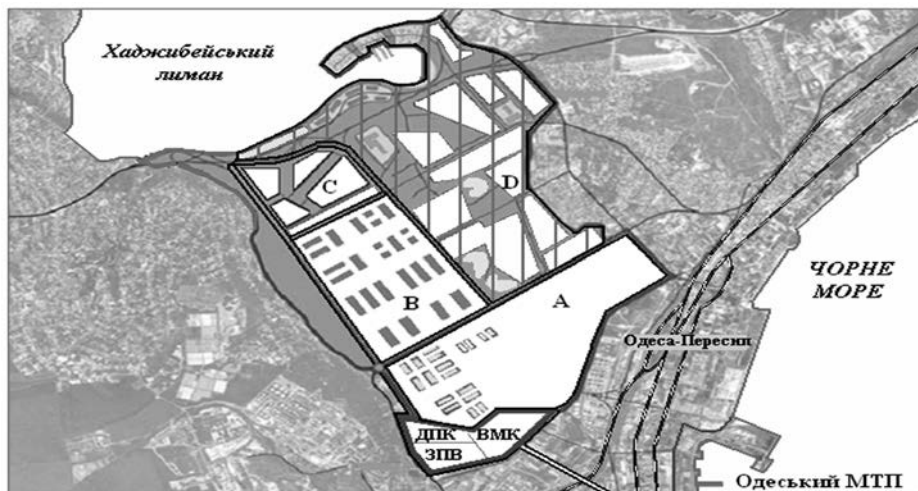 Хаджибейський
лиман
C
D
B
A
ЧОРНЕ
МОРЕ
Одеса-Пересип
ДПК ВМК
ЗПВ
Одеський МТП